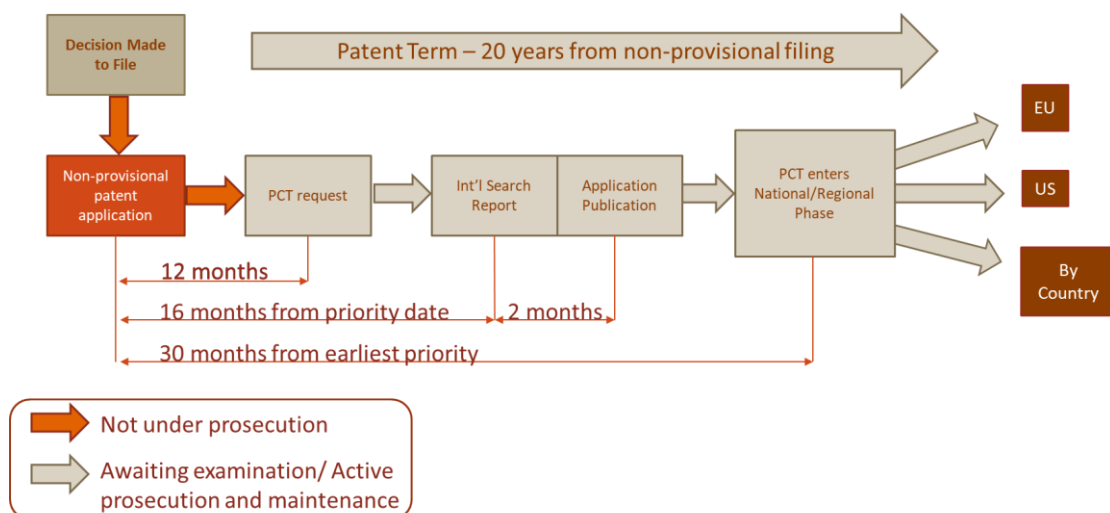 Decision Made
to File
Patent Term – 20 years from non-provisional filing
EU
Non-provisional
patent
application
PCT request
Int'l Search
Report
Application
Publication
PCT enters
National/Regional
Phase
US
By
Country
12 months
16 months from priority date
2 months
30 months from earliest priority
Not under prosecution
Awaiting examination/ Active
prosecution and maintenance